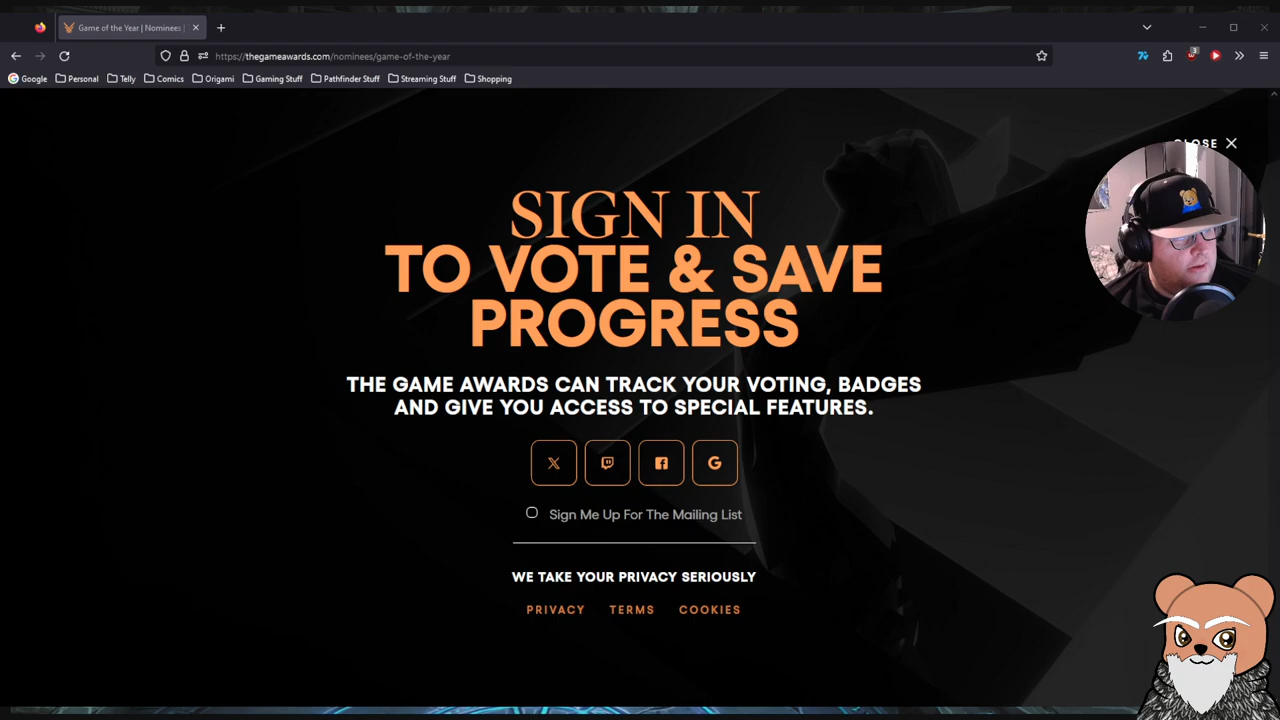 Game of the Year | Nominees |
https://thegameawards.com/nominees/game-of-the-year
3
Google Personal Telly Comics Origami Gaming Stuff Pathfinder Stuff Streaming Stuff Shopping
CLOSE
SIGN IN
TO VOTE & SAVE
PROGRESS
THE GAME AWARDS CAN TRACK YOUR VOTING, BADGES
AND GIVE YOU ACCESS TO SPECIAL FEATURES.
Sign Me Up For The Mailing List
WE TAKE YOUR PRIVACY SERIOUSLY
PRIVACY TERMS COOKIES